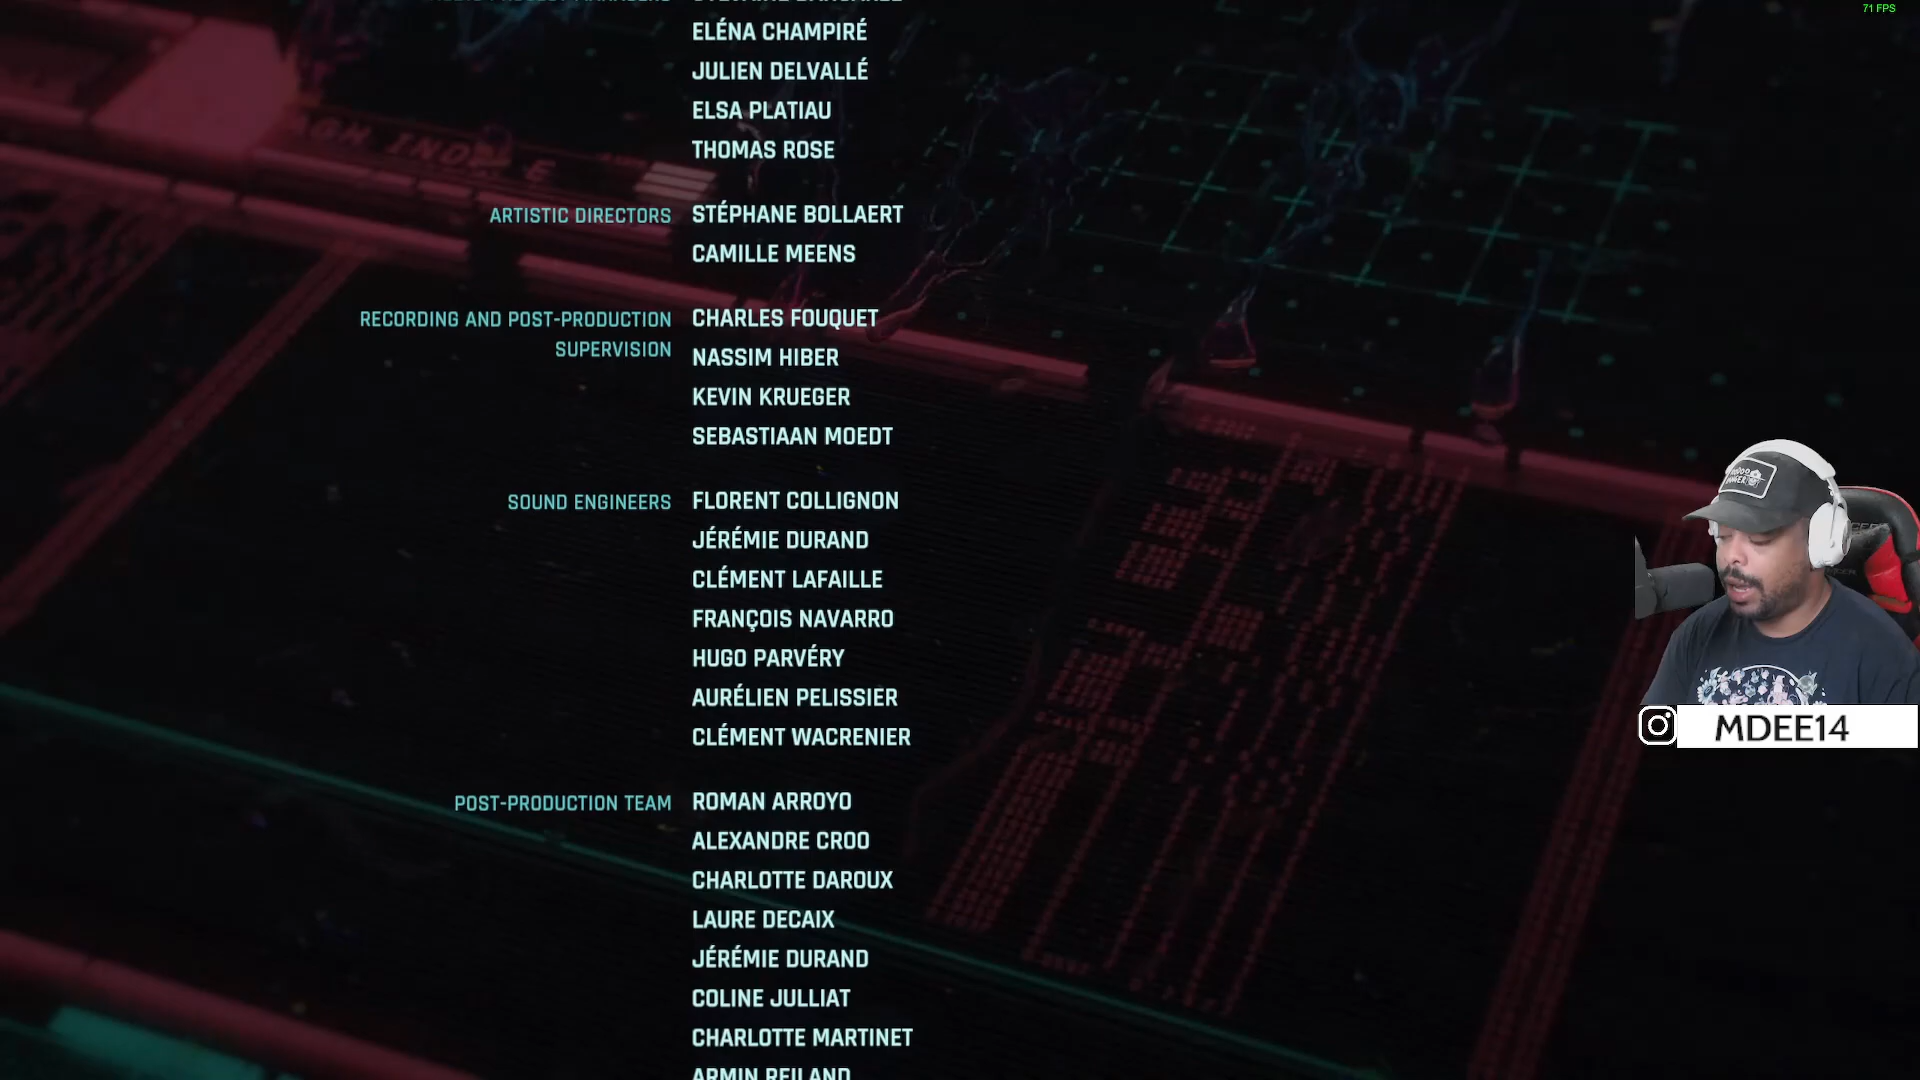 71 FPS
ELÉNA CHAMPIRÉ
JULIEN DELVALLÉ
ELSA PLATIAU
THOMAS ROSE
ARTISTIC DIRECTORS STÉPHANE BOLLAERT
CAMILLE MEENS
RECORDING AND POST-PRODUCTION SUPERVISION CHARLES FOUQUET
NASSIM HIBER
KEVIN KRUEGER
SEBASTIAAN MOEDT
SOUND ENGINEERS FLORENT COLLIGNON
JÉRÉMIE DURAND
CLÉMENT LAFAILLE
FRANÇOIS NAVARRO
HUGO PARVÉRY
AURÉLIEN PELISSIER
CLÉMENT WACRENIER
MDEE14
POST-PRODUCTION TEAM ROMAN ARROYO
ALEXANDRE CROO
CHARLOTTE DAROUX
LAURE DECAIX
JÉRÉMIE DURAND
COLINE JULLIAT
CHARLOTTE MARTINET
ARMIN REILAND